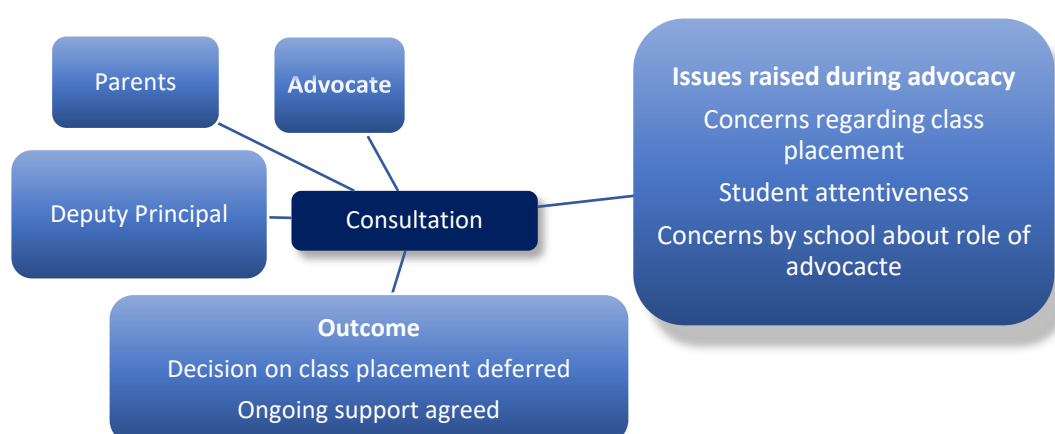 Parents
Advocate
Deputy Principal
Consultation
Issues raised during advocacy
Concerns regarding class
placement
Student attentiveness
Concerns by school about role of
advocacte
Outcome
Decision on class placement deferred
Ongoing support agreed